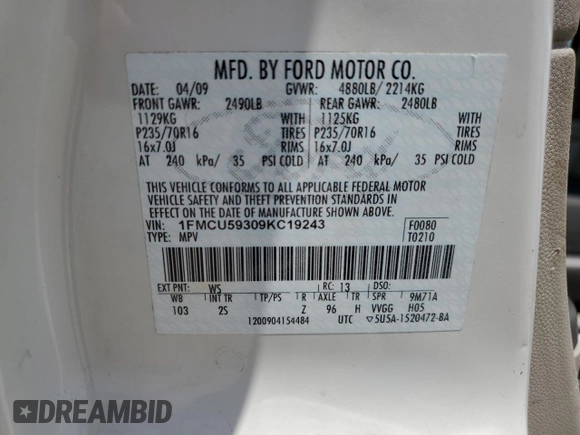 MFD. BY FORD MOTOR CO.
DATE: 04/09 GVWR: 4880LB/ 2214KG
FRONT GAWR: 2490LB REAR GAWR: 2480LB
1129KG WITH 1125KG WITH
P235/70R16 TIRES P235/70R16 TIRES
16x7.0J RIMS 16x7.0J RIMS
AT 240 kPa/ 35 PSI COLD AT 240 kPa/ 35 PSI COLD
THIS VEHICLE CONFORMS TO ALL APPLICABLE FEDERAL MOTOR
VEHICLE SAFETY AND THEFT PREVENTION STANDARDS IN
EFFECT ON THE DATE OF MANUFACTURE SHOWN ABOVE.
VIN: 1FMCU59309KC19243 F0080
TYPE: MPV T0210
EXT PNT: WS RC: 13 DSO:
WB INT TR TP/PS R AXLE TR SPR 9M71A
103 2S Z 96 H VVGG H05
1200904154484 UTC ▽5U5A-1520472-BA
DREAMBID